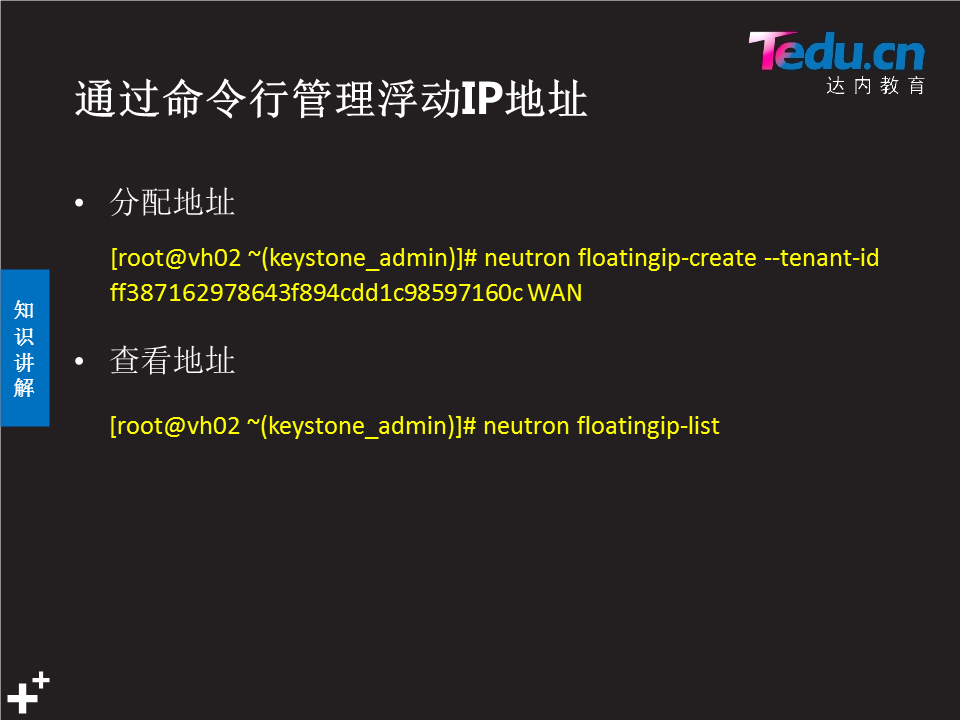 Tedu.cn
达内教育
通过命令行管理浮动IP地址
• 分配地址
[root@vh02 ~(keystone_admin)]# neutron floatingip-create --tenant-id
ff387162978643f894cdd1c98597160c WAN
知识讲解
• 查看地址
[root@vh02 ~(keystone_admin)]# neutron floatingip-list